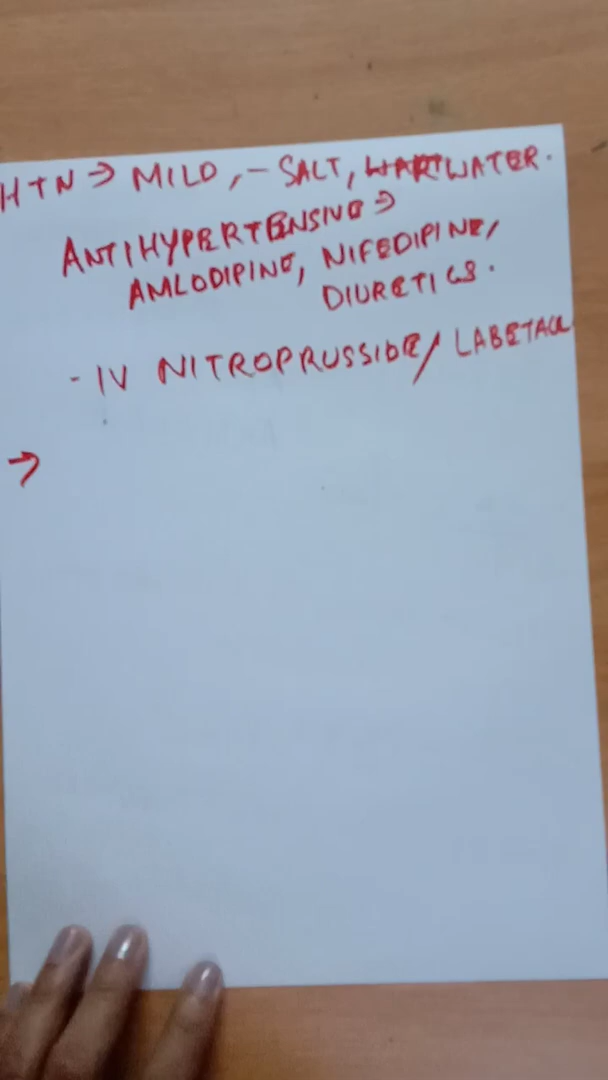 HTN → MILD, - SALT, WATER.
ANTIHYPERTENSIVE →
AMLODIPINE, NIFEDIPINE,
DIURETICS.
- IV NITROPRUSSIDE/ LABETALOL
→